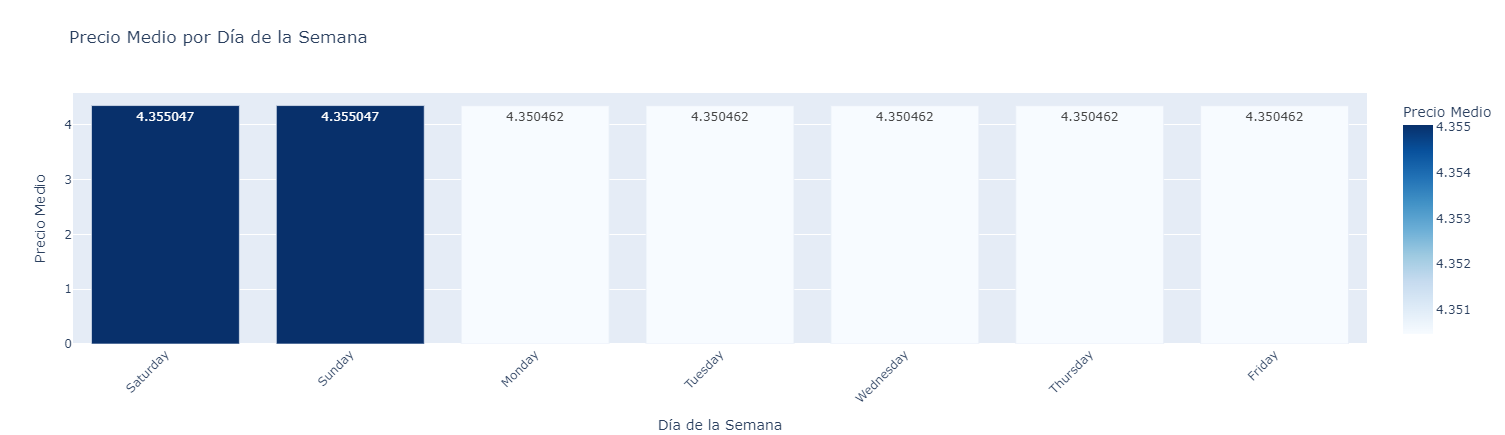 Precio Medio por Día de la Semana
Precio Medio
4
3
2
1
0
4.355047
4.355047
4.350462
4.350462
4.350462
4.350462
4.350462
Saturday
Sunday
Monday
Tuesday
Wednesday
Thursday
Friday
Día de la Semana
Precio Medio
4.355
4.354
4.353
4.352
4.351